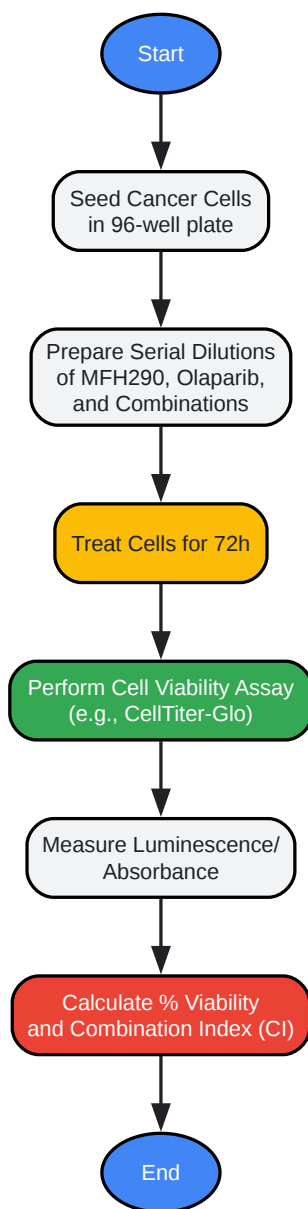 Start
Seed Cancer Cells
in 96-well plate
Prepare Serial Dilutions
of MFH290, Olaparib,
and Combinations
Treat Cells for 72h
Perform Cell Viability Assay
(e.g., CellTiter-Glo)
Measure Luminescence/
Absorbance
Calculate % Viability
and Combination Index (CI)
End